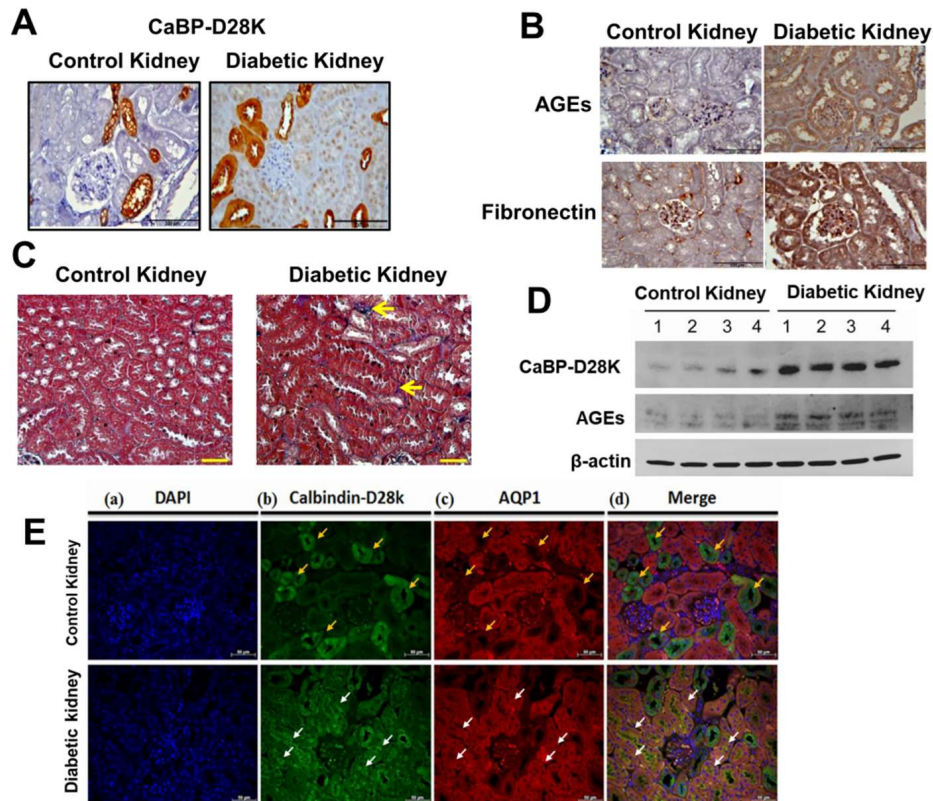 A
CaBP-D28K
Control Kidney Diabetic Kidney
B
Control Kidney Diabetic Kidney
AGEs
Fibronectin
C
Control Kidney Diabetic Kidney
D
Control Kidney Diabetic Kidney
1 2 3 4 1 2 3 4
CaBP-D28K
AGEs
β-actin
E
(a) DAPI (b) Calbindin-D28k (c) AQP1 (d) Merge
Control Kidney
Diabetic kidney